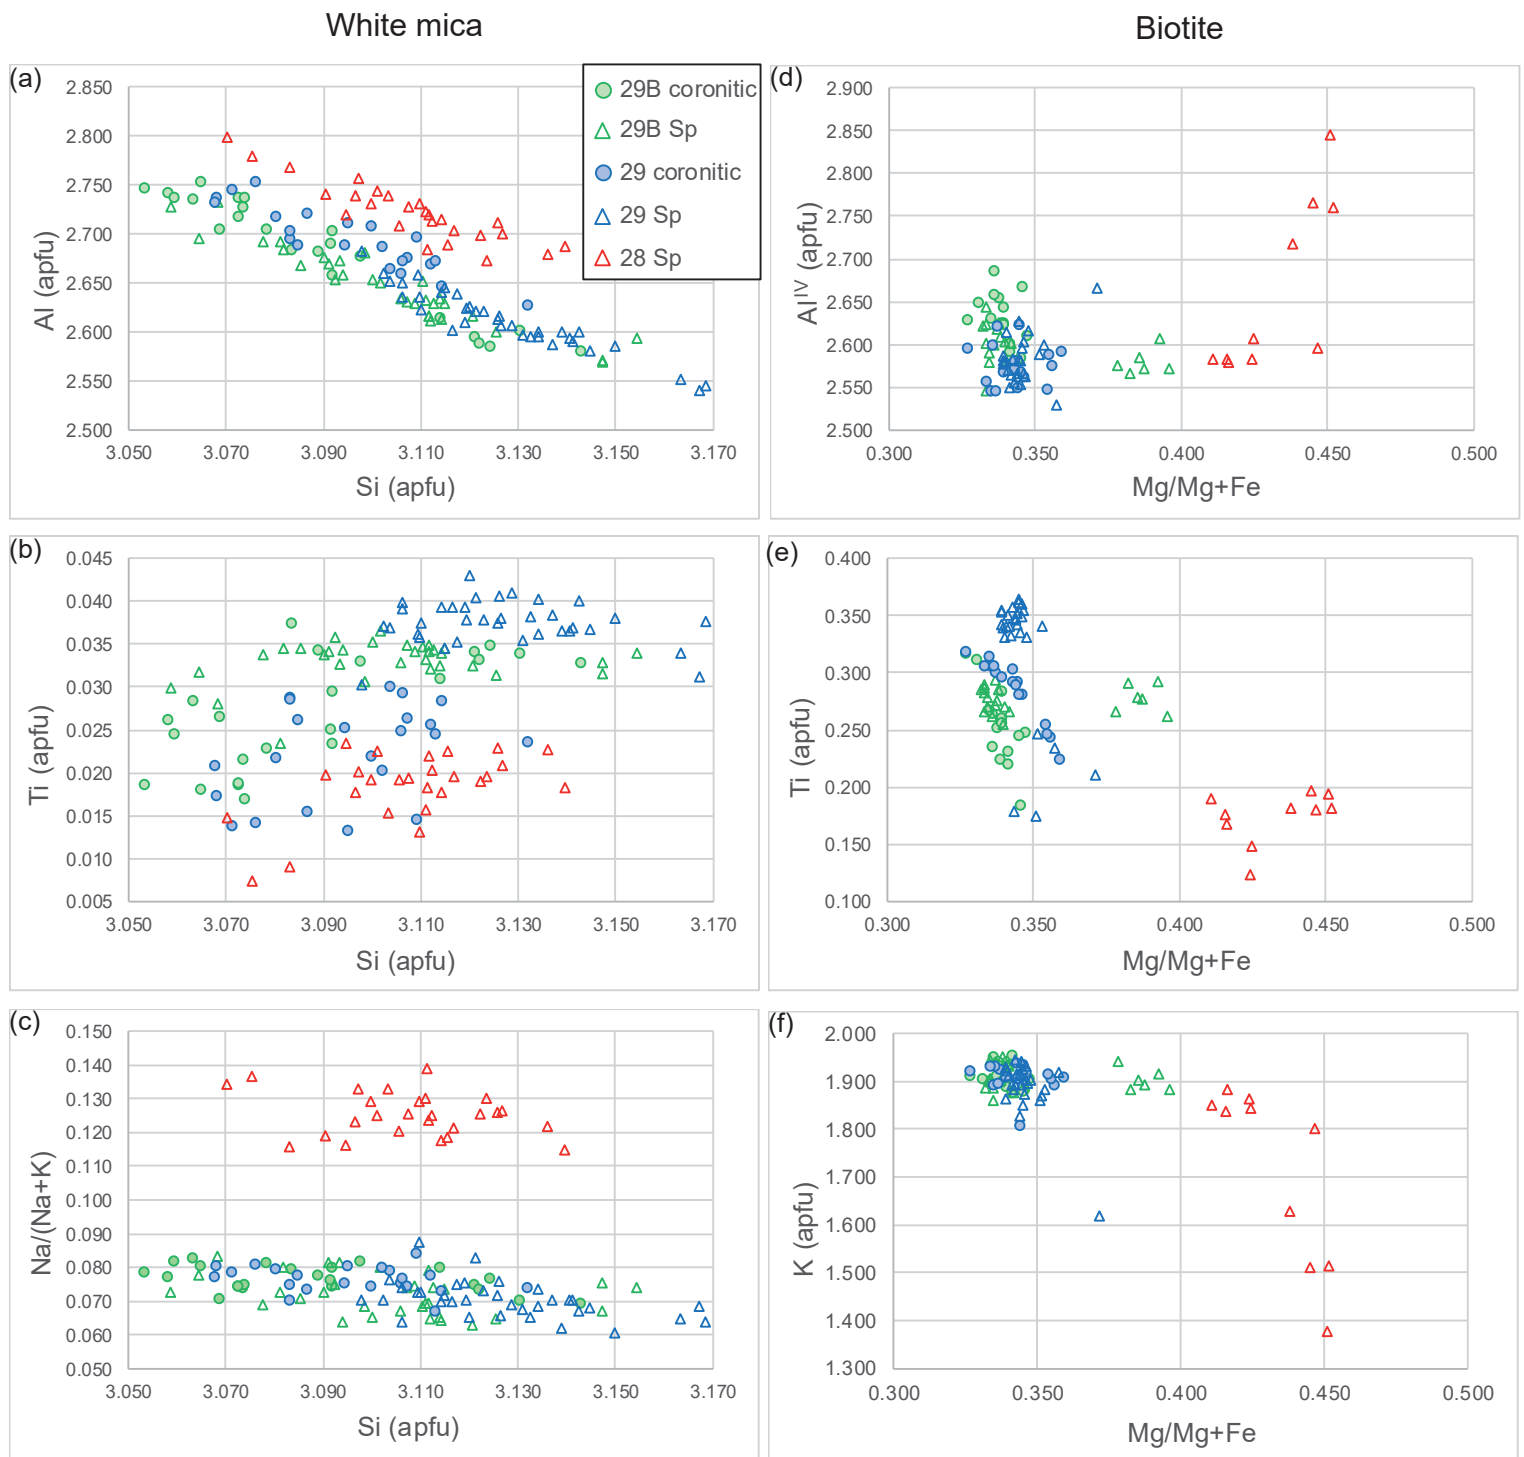 White mica
Biotite
(a)
2.850
2.800
2.750
2.700
2.650
2.600
2.550
2.500
Al (apfu)
3.050 3.070 3.090 3.110 3.130 3.150 3.170
Si (apfu)
29B coronitic
29B Sp
29 coronitic
29 Sp
28 Sp
(d)
2.900
2.850
2.800
2.750
2.700
2.650
2.600
2.550
2.500
Al^IV (apfu)
0.300 0.350 0.400 0.450 0.500
Mg/Mg+Fe
(b)
0.045
0.040
0.035
0.030
0.025
0.020
0.015
0.010
0.005
Ti (apfu)
3.050 3.070 3.090 3.110 3.130 3.150 3.170
Si (apfu)
(e)
0.400
0.350
0.300
0.250
0.200
0.150
0.100
Ti (apfu)
0.300 0.350 0.400 0.450 0.500
Mg/Mg+Fe
(c)
0.150
0.140
0.130
0.120
0.110
0.100
0.090
0.080
0.070
0.060
0.050
Na/(Na+K)
3.050 3.070 3.090 3.110 3.130 3.150 3.170
Si (apfu)
(f)
2.000
1.900
1.800
1.700
1.600
1.500
1.400
1.300
K (apfu)
0.300 0.350 0.400 0.450 0.500
Mg/Mg+Fe